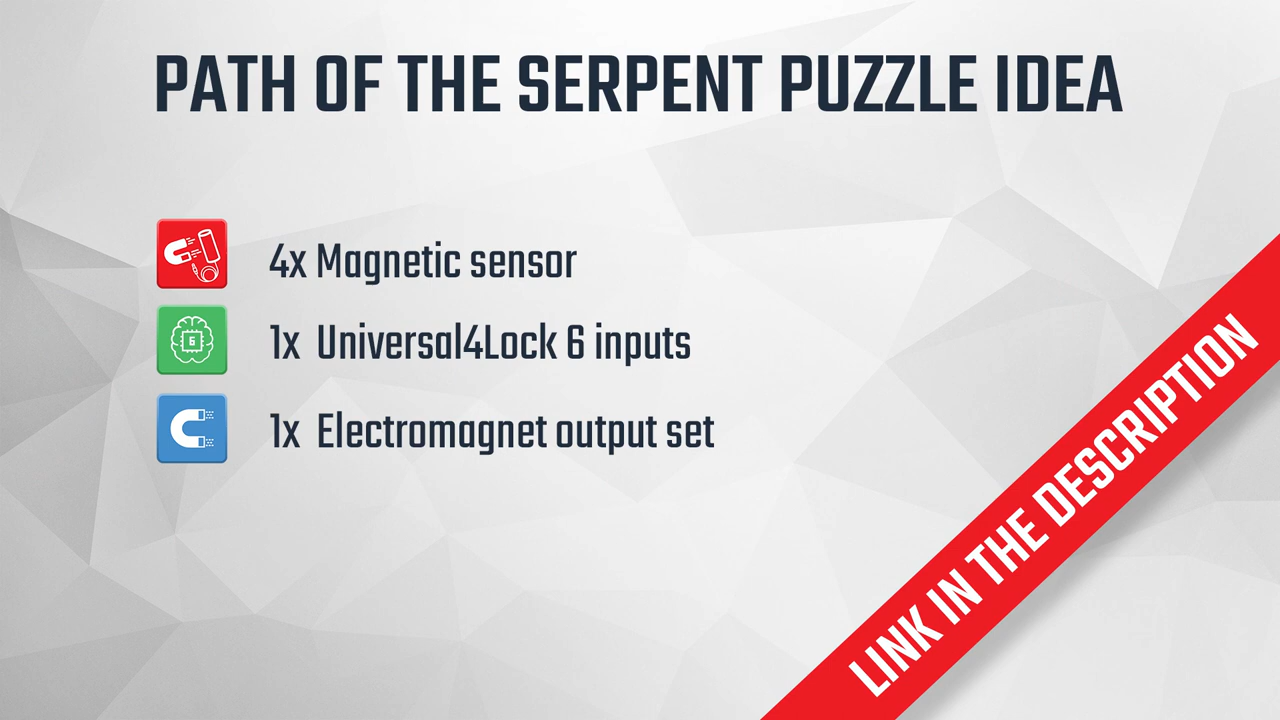 PATH OF THE SERPENT PUZZLE IDEA
4x Magnetic sensor
6
1x Universal4Lock 6 inputs
1x Electromagnet output set
LINK IN THE DESCRIPTION